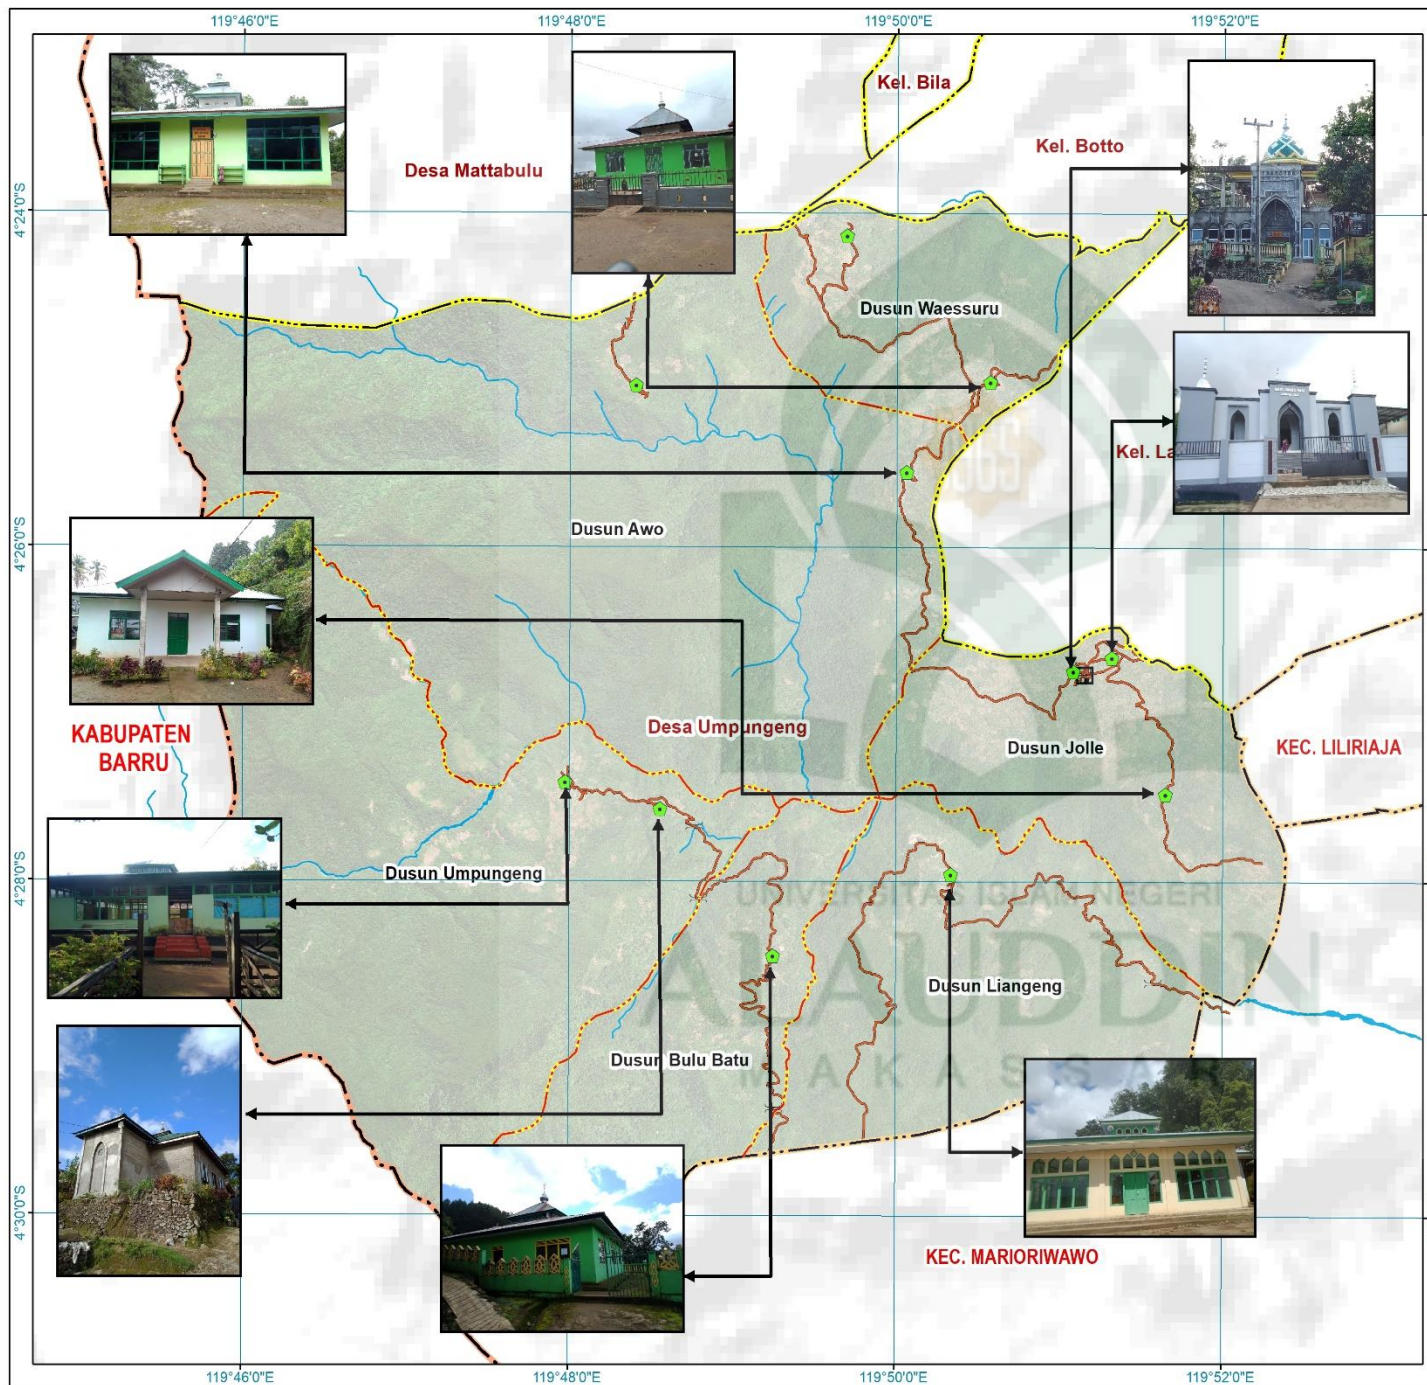 119°46'0"E
119°48'0"E
119°50'0"E
119°52'0"E
Kel. Bila
Kel. Botto
Desa Mattabulu
4°24'0"S
Dusun Waessuru
Kel. La
Dusun Awo
4°26'0"S
Desa Umpungeng
KABUPATEN
BARRU
Dusun Jolle
KEC. LILIRIAJA
Dusun Umpungeng
4°28'0"S
UNIVERSITAS ISLAM NEGERI
ALAUDDIN
MAKASSAR
Dusun Liangeng
Dusun Bulu Batu
4°30'0"S
KEC. MARIORIWAWO
119°46'0"E
119°48'0"E
119°50'0"E
119°52'0"E